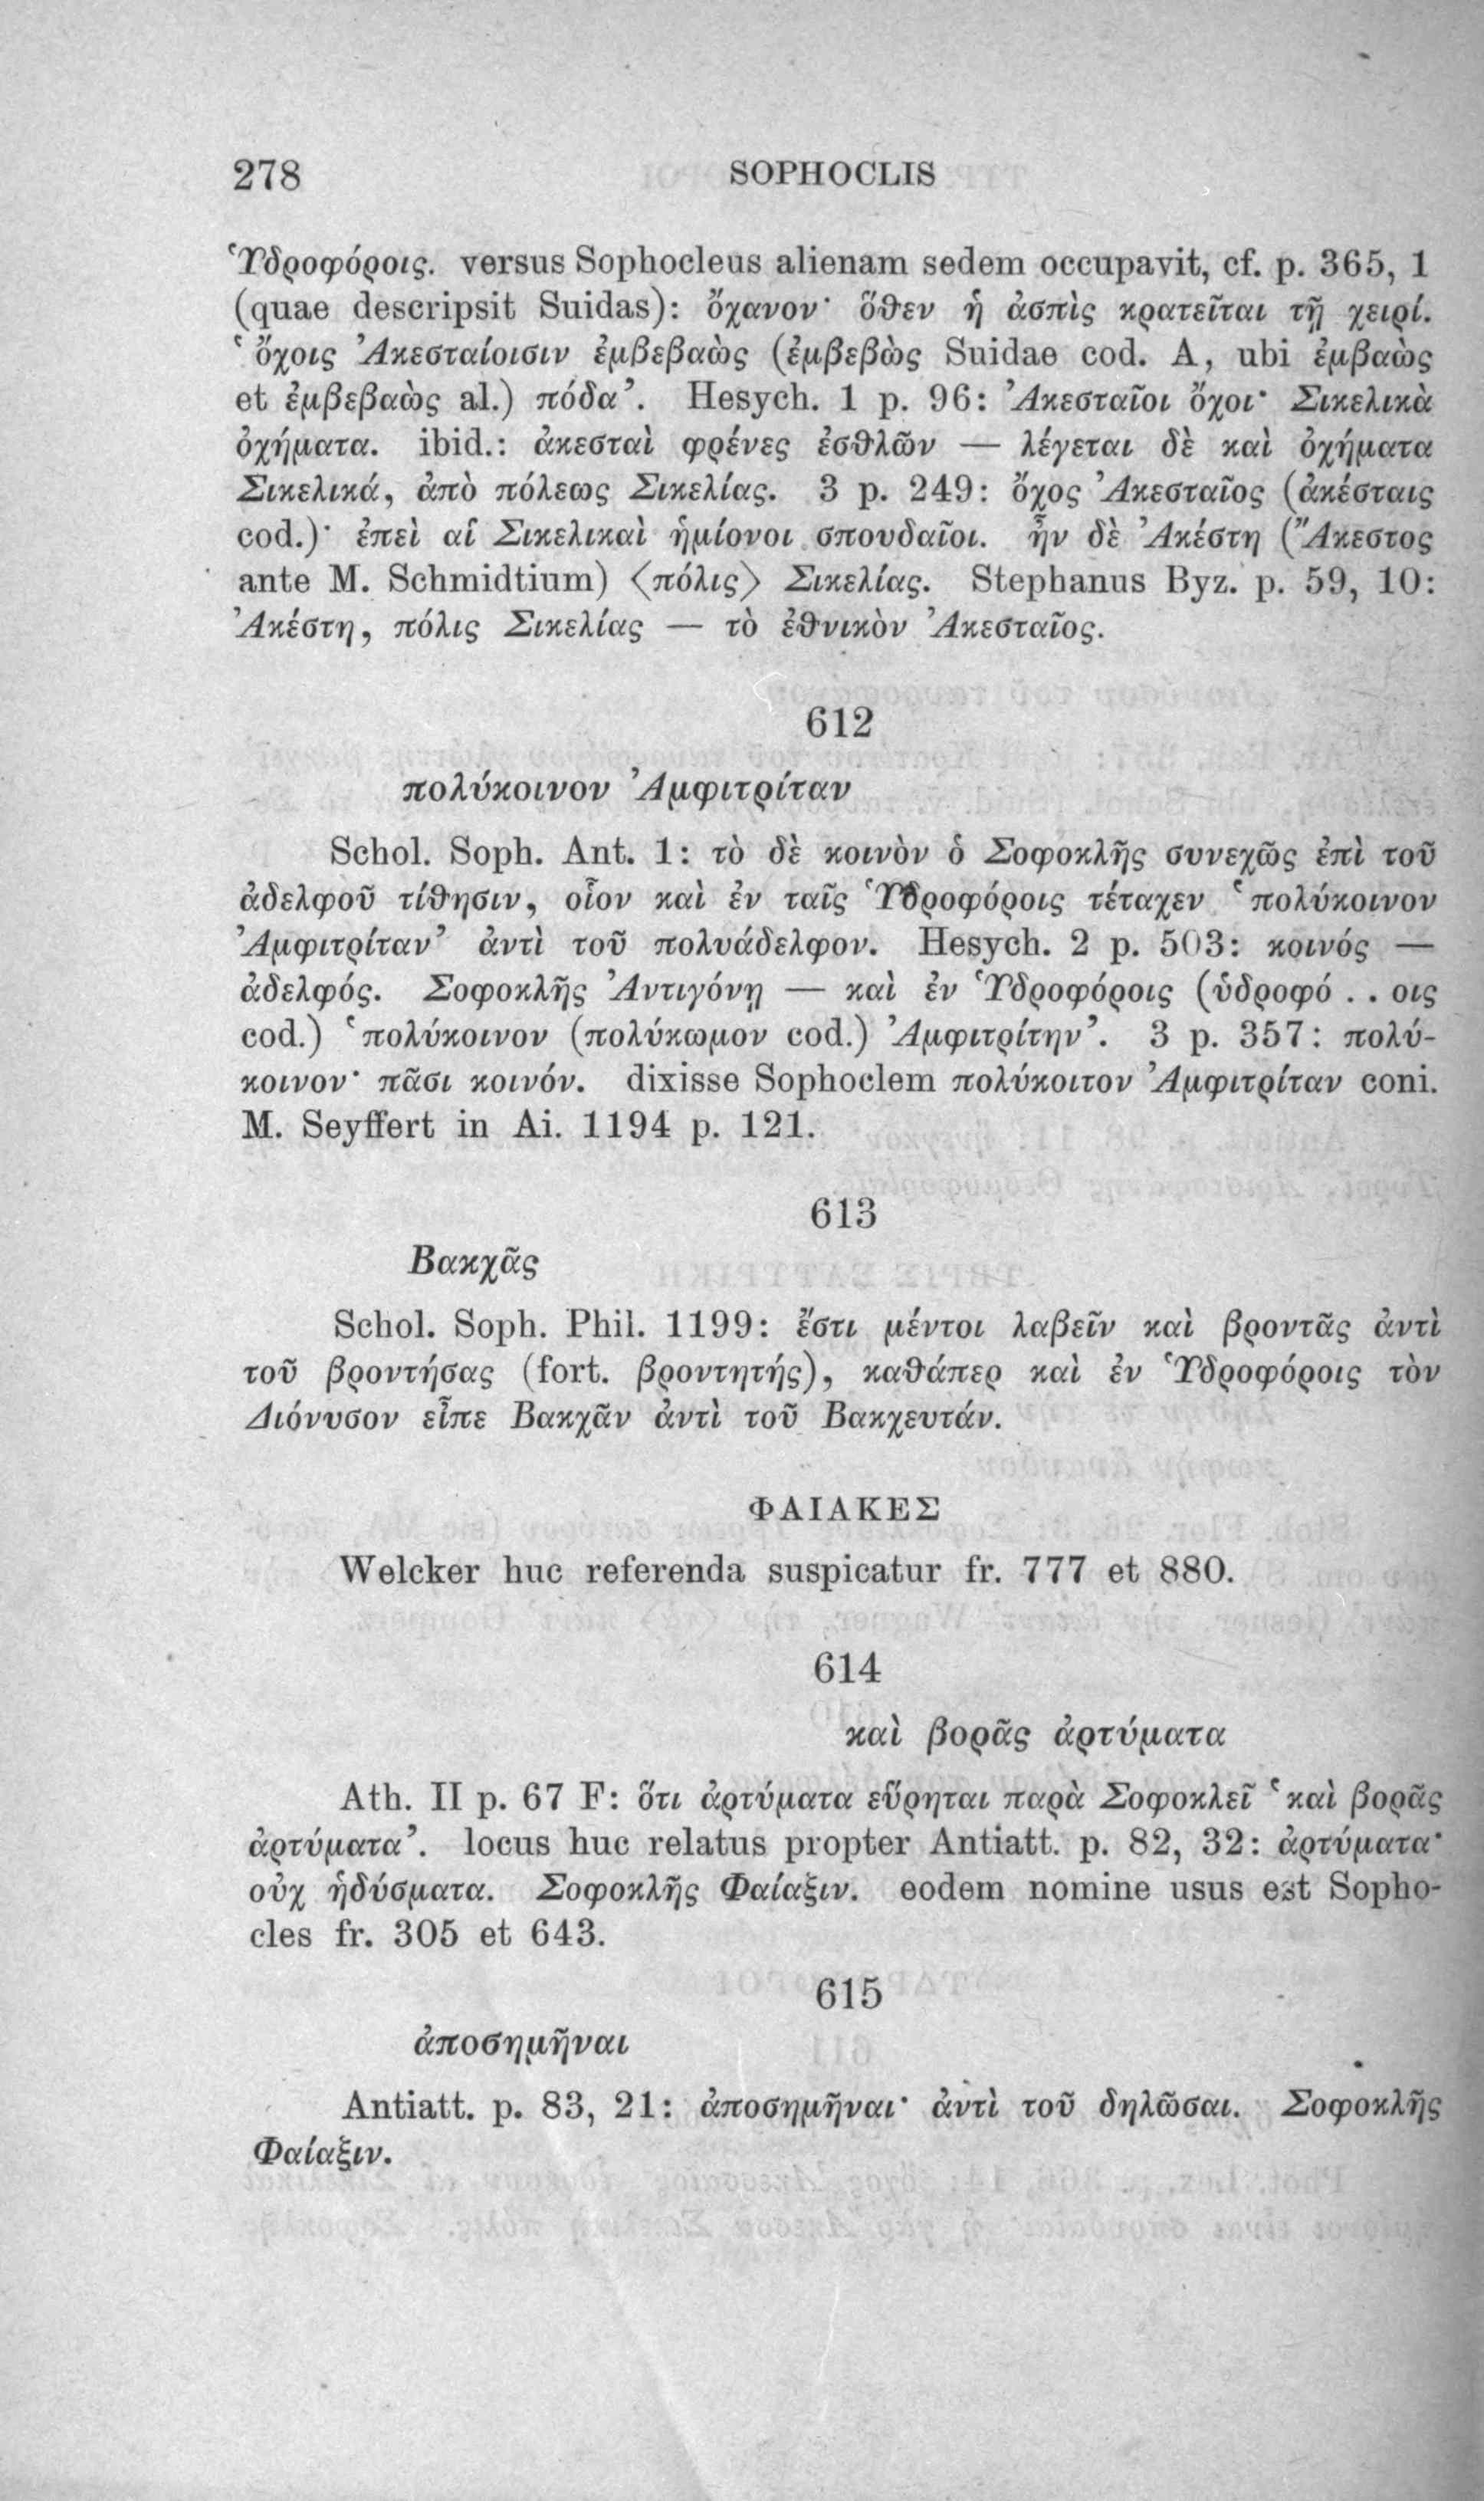 278 SOPHOCLIS
Ὑδροφόροις. versus Sophocleus alienam sedem occupavit, cf. p. 365, 1
(quae descripsit Suidas): ὄχανον· ὅθεν ἡ ἀσπὶς κρατεῖται τῇ χειρί.
‘ὄχοις Ἀκεσταίοισιν ἐμβεβαὼς (ἐμβεβὼς Suidae cod. A, ubi ἐμβαὼς
et ἐμβεβαὼς al.) πόδα’. Hesych. 1 p. 96: Ἀκεσταῖοι ὄχοι· Σικελικὰ
ὀχήματα. ibid.: ἀκεσταὶ φρένες ἐσθλῶν — λέγεται δὲ καὶ ὀχήματα
Σικελικά, ἀπὸ πόλεως Σικελίας. 3 p. 249: ὄχος Ἀκεσταῖος (ἀκέσταις
cod.)· ἐπεὶ αἱ Σικελικαὶ ἡμίονοι σπουδαῖοι. ἦν δὲ Ἀκέστη (Ἄκεστος
ante M. Schmidtium) ⟨πόλις⟩ Σικελίας. Stephanus Byz. p. 59, 10:
Ἀκέστη, πόλις Σικελίας — τὸ ἐθνικὸν Ἀκεσταῖος.
612
πολύκοινον Ἀμφιτρίταν
Schol. Soph. Ant. 1: τὸ δὲ κοινὸν ὁ Σοφοκλῆς συνεχῶς ἐπὶ τοῦ
ἀδελφοῦ τίθησιν, οἷον καὶ ἐν ταῖς Ὑδροφόροις τέταχεν ‘πολύκοινον
Ἀμφιτρίταν’ ἀντὶ τοῦ πολυάδελφον. Hesych. 2 p. 503: κοινός —
ἀδελφός. Σοφοκλῆς Ἀντιγόνῃ — καὶ ἐν Ὑδροφόροις (ὑδροφό . . οις
cod.) ‘πολύκοινον (πολύκωμον cod.) Ἀμφιτρίτην’. 3 p. 357: πολύ-
κοινον· πᾶσι κοινόν. dixisse Sophoclem πολύκοιτον Ἀμφιτρίταν coni.
M. Seyffert in Ai. 1194 p. 121.
613
Βακχᾶς
Schol. Soph. Phil. 1199: ἔστι μέντοι λαβεῖν καὶ βροντᾶς ἀντὶ
τοῦ βροντήσας (fort. βροντητής), καθάπερ καὶ ἐν Ὑδροφόροις τὸν
Διόνυσον εἶπε Βακχᾶν ἀντὶ τοῦ Βακχευτάν.
ΦΑΙΑΚΕΣ
Welcker huc referenda suspicatur fr. 777 et 880.
614
καὶ βορᾶς ἀρτύματα
Ath. II p. 67 F: ὅτι ἀρτύματα εὕρηται παρὰ Σοφοκλεῖ ‘καὶ βορᾶς
ἀρτύματα’. locus huc relatus propter Antiatt. p. 82, 32: ἀρτύματα·
οὐχ ἡδύσματα. Σοφοκλῆς Φαίαξιν. eodem nomine usus est Sopho-
cles fr. 305 et 643.
615
ἀποσημῆναι
Antiatt. p. 83, 21: ἀποσημῆναι· ἀντὶ τοῦ δηλῶσαι. Σοφοκλῆς
Φαίαξιν.